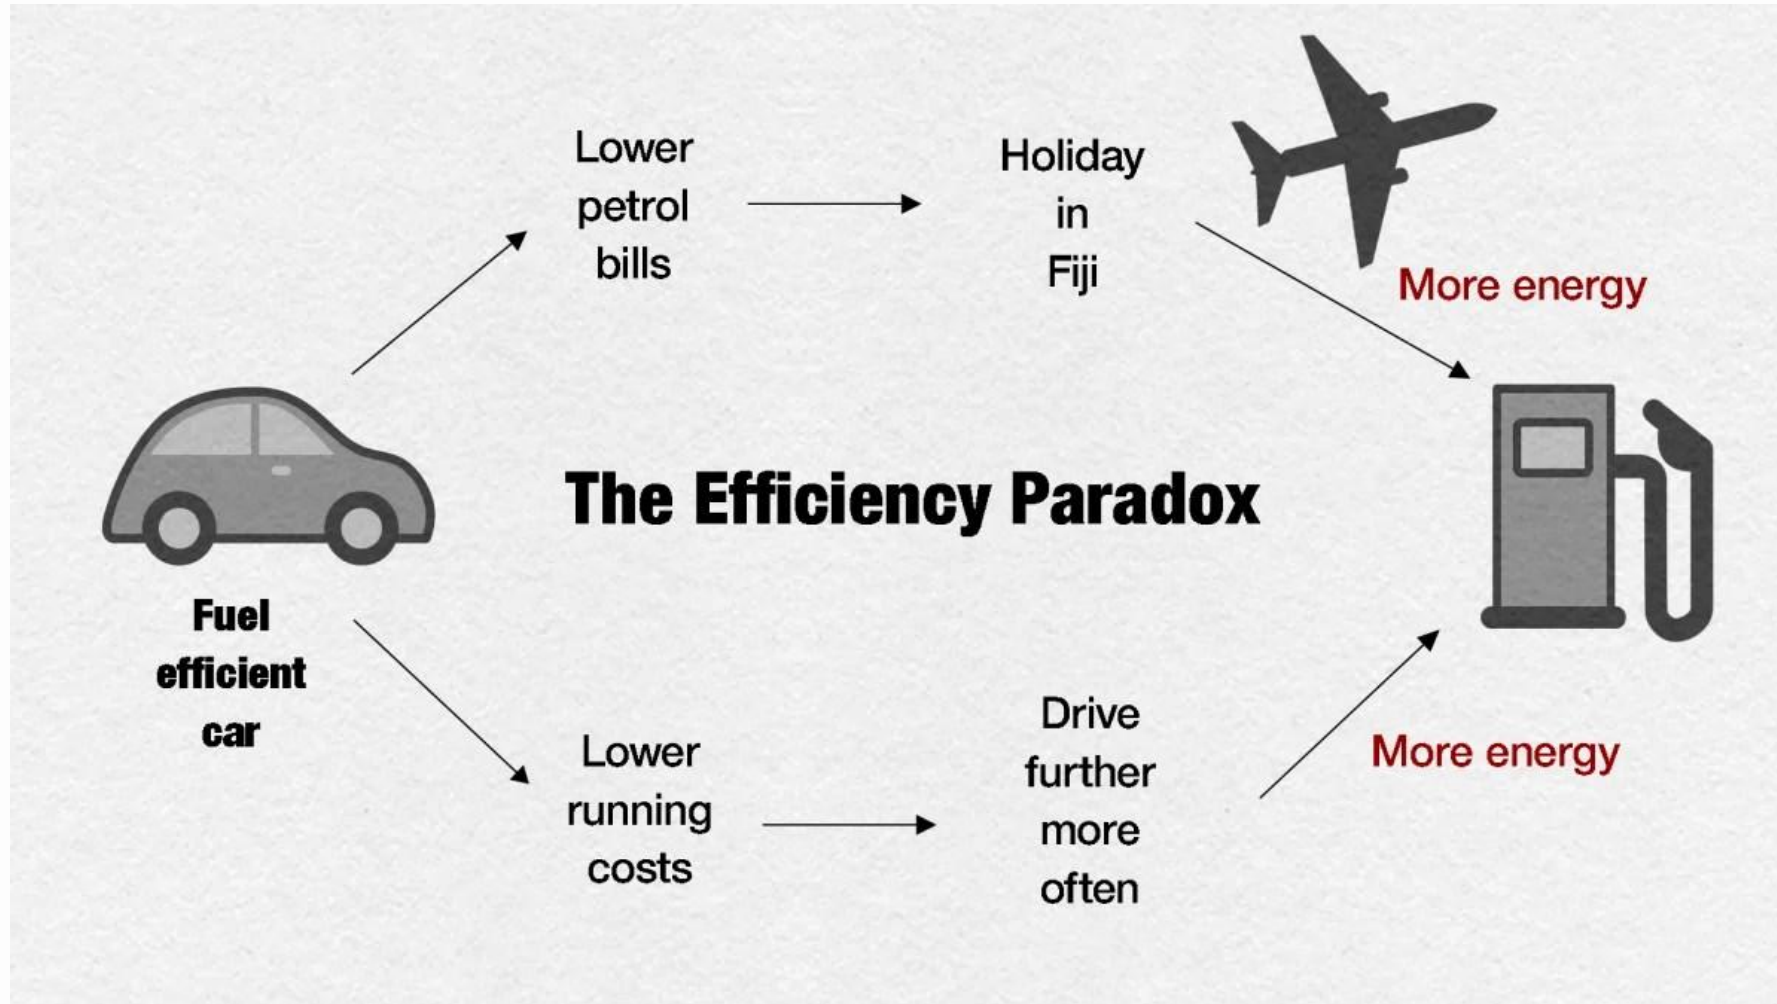 Lower
petrol
bills
Holiday
in
Fiji
More energy
The Efficiency Paradox
Fuel
efficient
car
Lower
running
costs
Drive
further
more
often
More energy